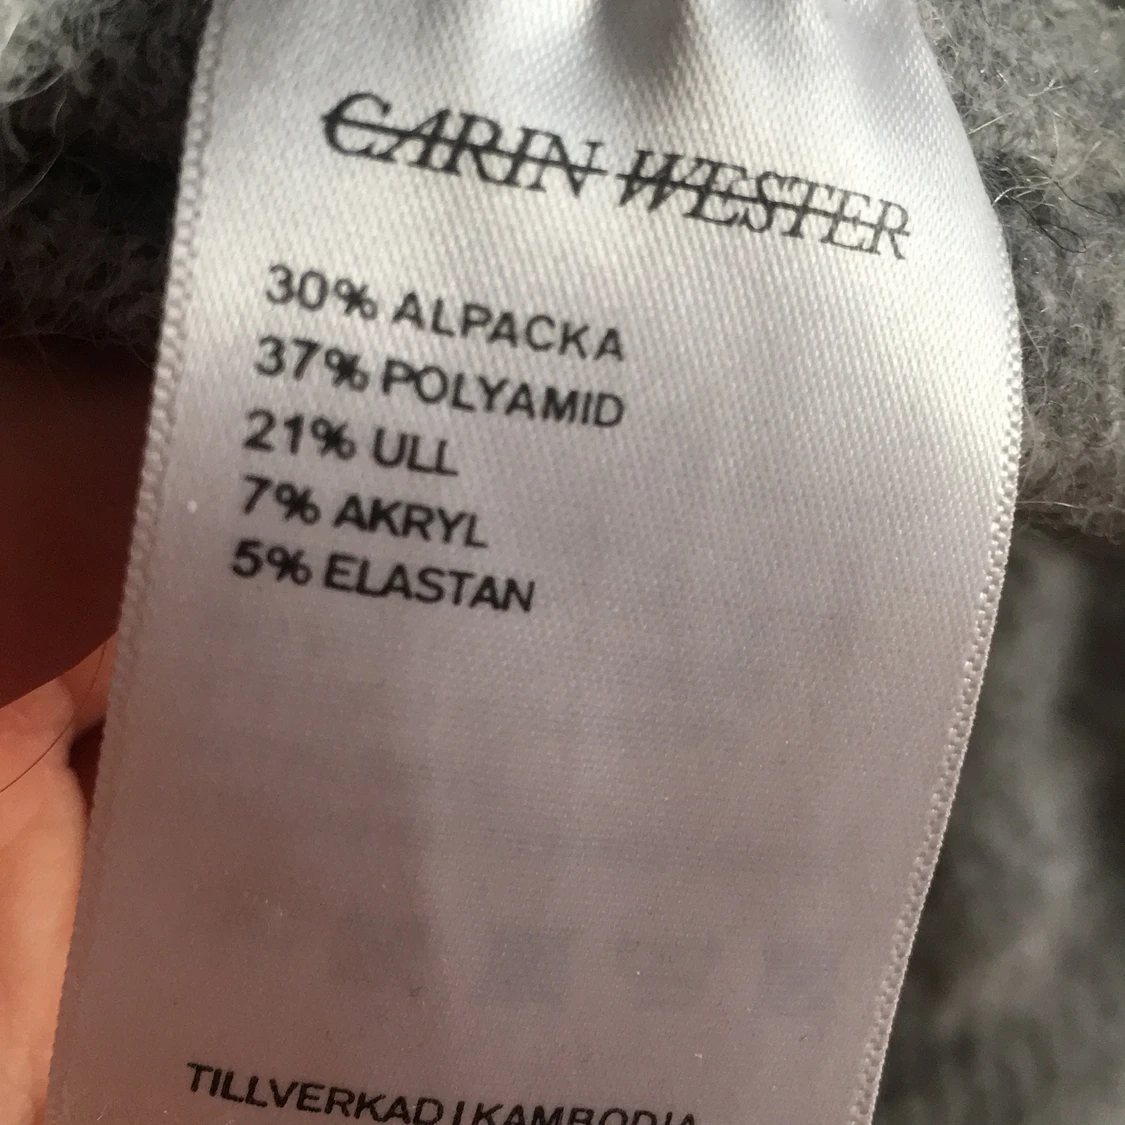 CARIN WESTER
30% ALPACKA
37% POLYAMID
21% ULL
7% AKRYL
5% ELASTAN
TILLVERKAD I KAMBODJA